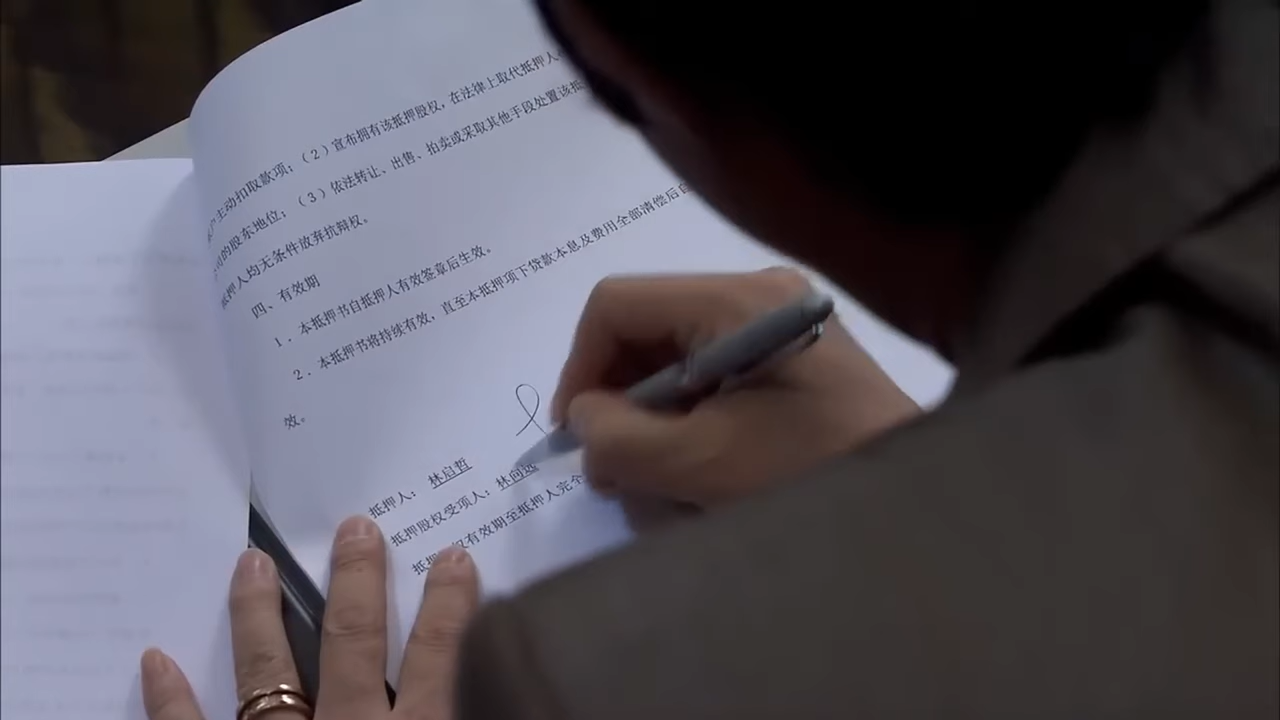 主动扣取款项；（2）宣布拥有该抵押股权，在法律上取代抵押人
的股东地位；（3）依法转让、出售、拍卖或采取其他手段处置该抵
抵押人均无条件放弃抗辩权。
四、有效期
1．本抵押书自抵押人有效签章后生效。
2．本抵押书将持续有效，直至本抵押项下贷款本息及费用全部清偿后自
效。
抵押人：林启哲
抵押股权受项人：林向远
抵押权有效期至抵押人完全